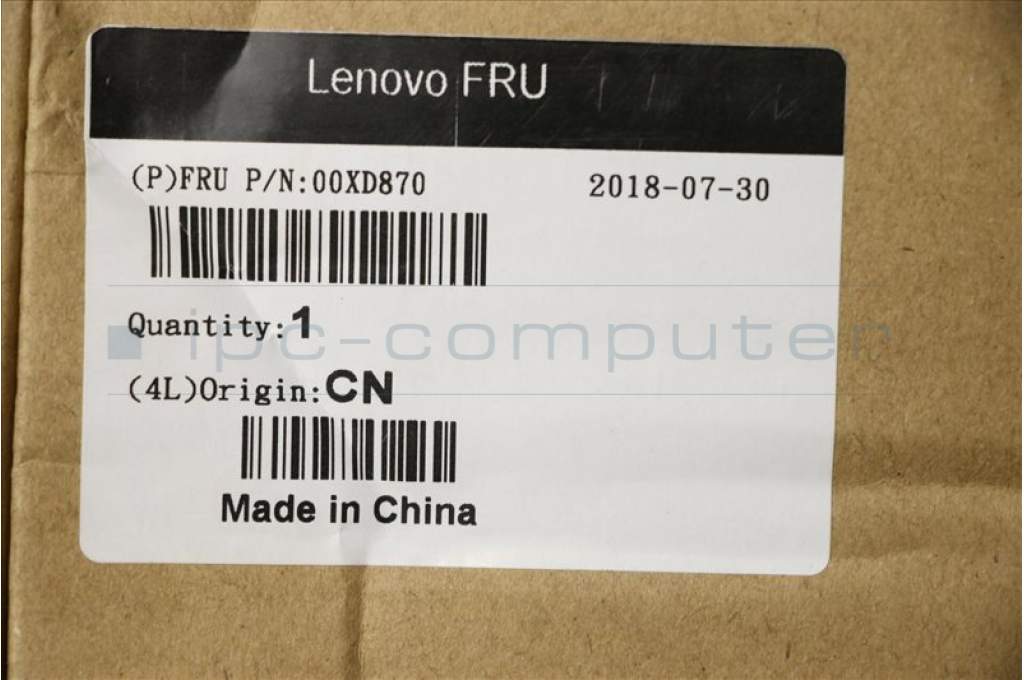 Lenovo FRU
(P)FRU P/N:00XD870 2018-07-30
Quantity:1
ipc-computer
(4L)Origin:CN
Made in China